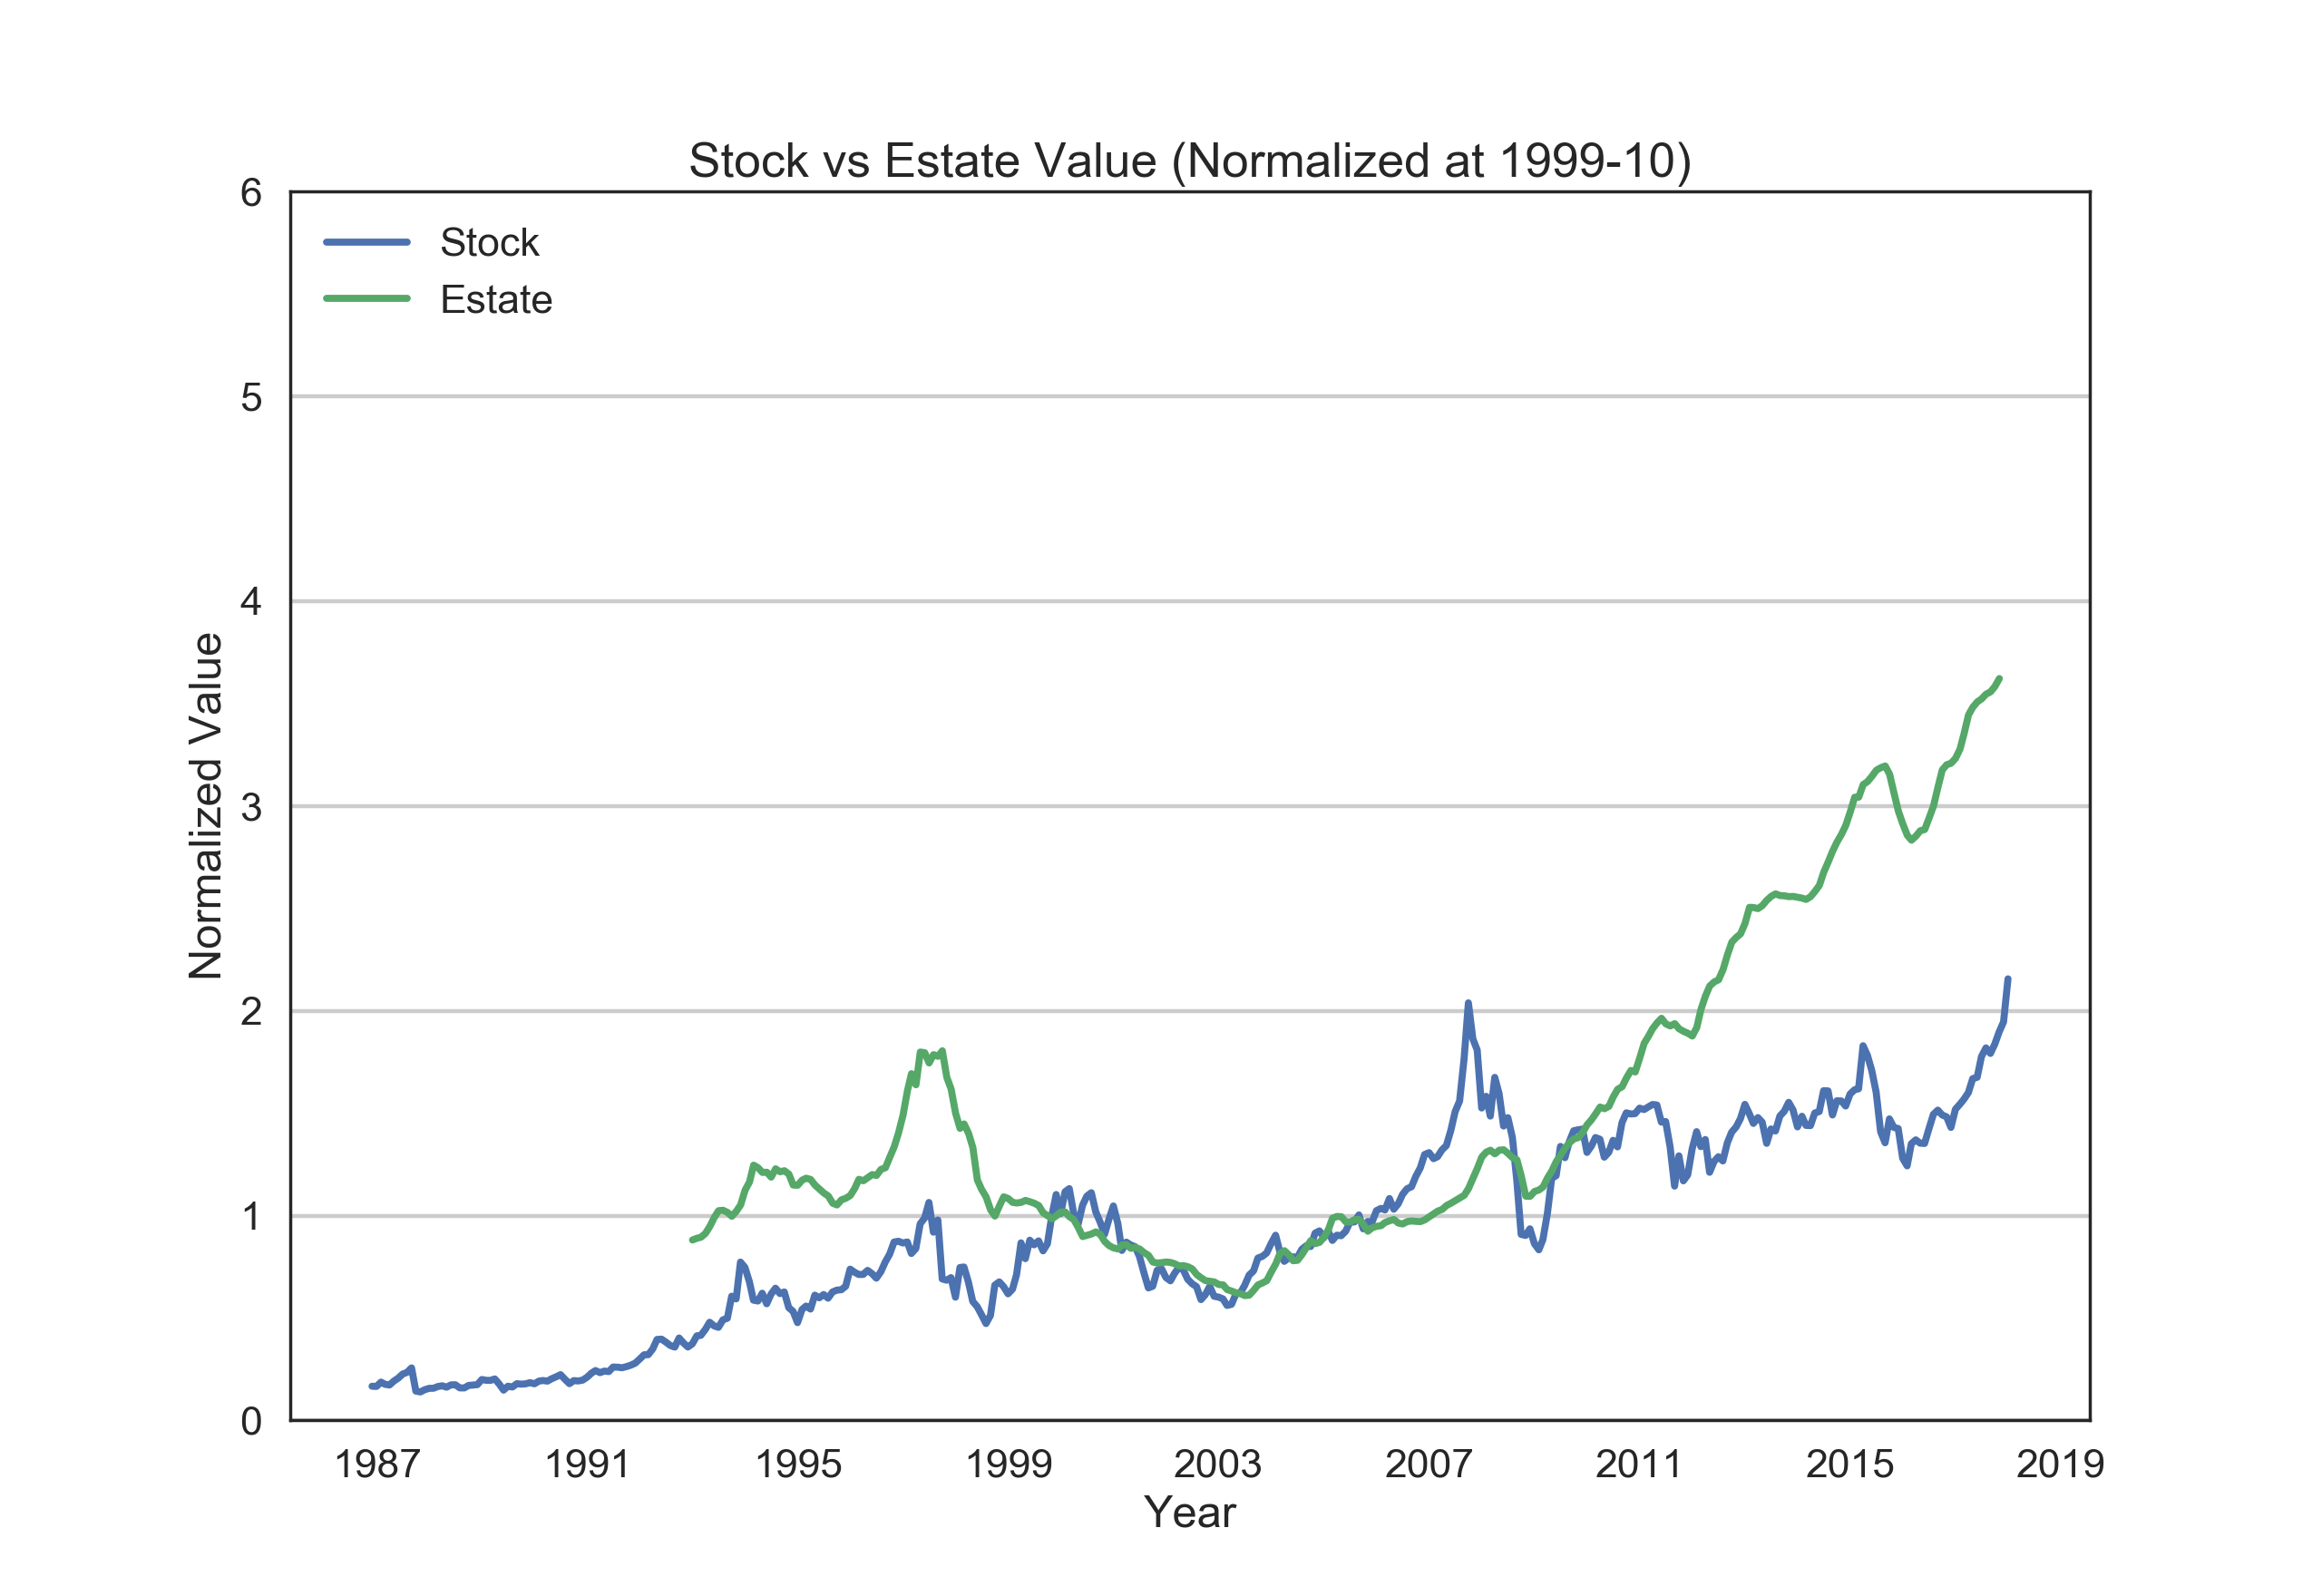 Stock vs Estate Value (Normalized at 1999-10)
6
5
4
3
2
1
0
Normalized Value
Stock
Estate
1987 1991 1995 1999 2003 2007 2011 2015 2019
Year